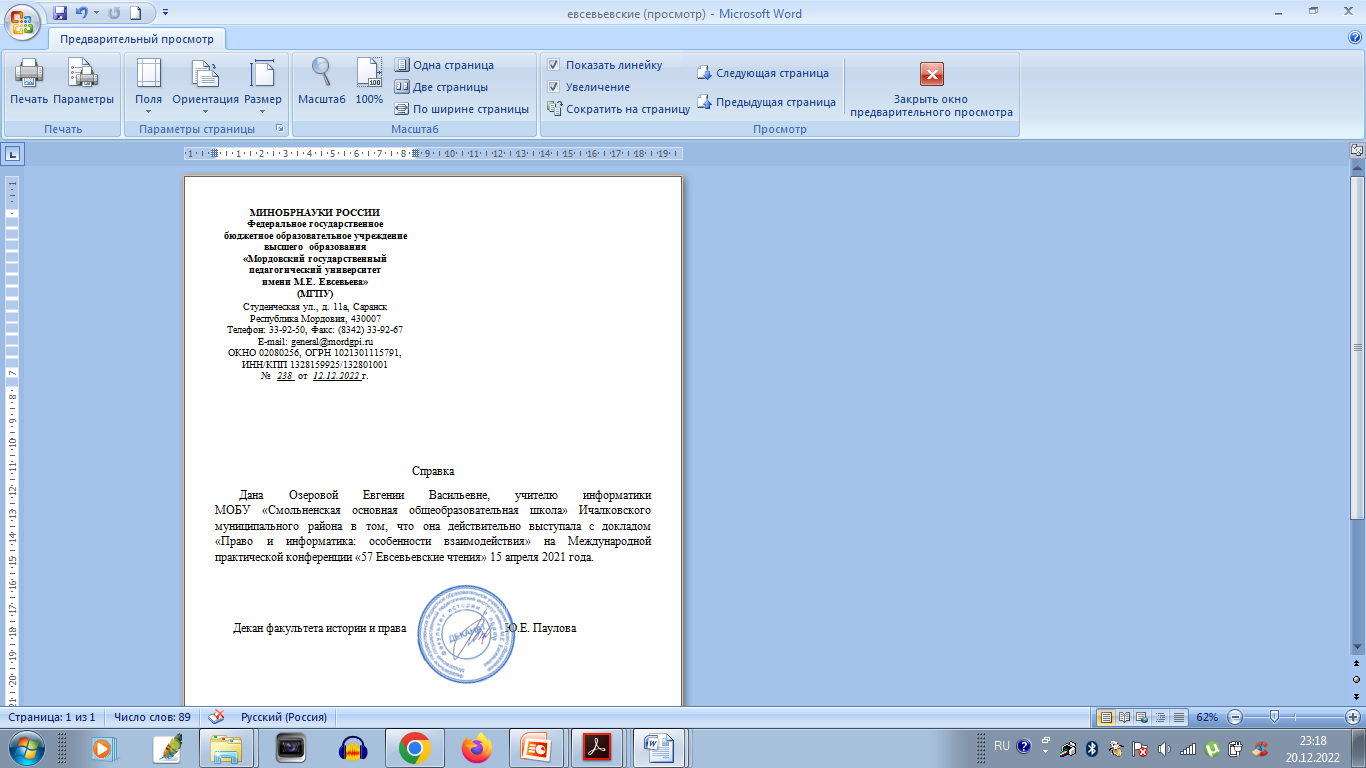 евсевьевские (просмотр) - Microsoft Word
Предварительный просмотр
Печать
Параметры
Поля
Ориентация
Размер
Масштаб
100%
Одна страница
Две страницы
По ширине страницы
Показать линейку
Увеличение
Сократить на страницу
Следующая страница
Предыдущая страница
Закрыть окно
предварительного просмотра
Печать
Параметры страницы
Масштаб
Просмотр
МИНОБРНАУКИ РОССИИ
Федеральное государственное
бюджетное образовательное учреждение
высшего образования
«Мордовский государственный
педагогический университет
имени М.Е. Евсевьева»
(МГПУ)
Студенческая ул., д. 11а, Саранск
Республика Мордовия, 430007
Телефон: 33-92-50, Факс: (8342) 33-92-67
E-mail: general@mordgpi.ru
ОКНО 02080256, ОГРН 1021301115791,
ИНН/КПП 1328159925/132801001
№ 238 от 12.12.2022 г.
Справка
Дана Озеровой Евгении Васильевне, учителю информатики
МОБУ «Смольненская основная общеобразовательная школа» Ичалковского
муниципального района в том, что она действительно выступала с докладом
«Право и информатика: особенности взаимодействия» на Международной
практической конференции «57 Евсевьевские чтения» 15 апреля 2021 года.
Декан факультета истории и права
Ю.Е. Паулова
ДЕКАНАТ
Страница: 1 из 1
Число слов: 89
Русский (Россия)
62%
RU
23:18
20.12.2022